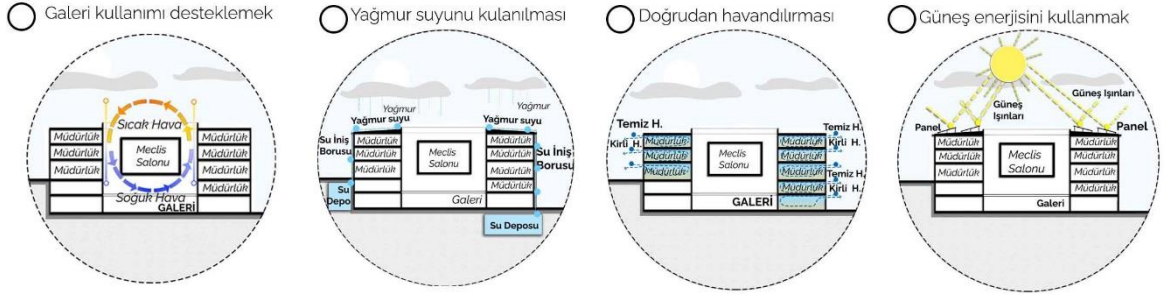 Galeri kullanımı desteklemek
Sıcak Hava
Müdürlük
Müdürlük
Müdürlük
Meclis
Salonu
Müdürlük
Müdürlük
Müdürlük
Müdürlük
Soğuk Hava
GALERİ
Yağmur suyunu kulanılması
Yağmur
Yağmur
Yağmur suyu
Yağmur suyu
Su İniş
Borusu
Müdürlük
Müdürlük
Müdürlük
Meclis
Salonu
Müdürlük
Müdürlük
Müdürlük
Müdürlük
Su İniş
Borusu
Su
Depo
Galeri
Su Deposu
Doğrudan havandılırması
Temiz H.
Kirli H.
Müdürlük
Müdürlük
Müdürlük
Meclis
Salonu
Müdürlük
Müdürlük
Müdürlük
Müdürlük
Temiz H.
Kirli H.
Temiz H.
Kirli H.
GALERİ
Güneş enerjisini kullanmak
Güneş Işınları
Güneş
Işınları
Panel
Panel
Müdürlük
Müdürlük
Müdürlük
Meclis
Salonu
Müdürlük
Müdürlük
Müdürlük
Müdürlük
Galeri